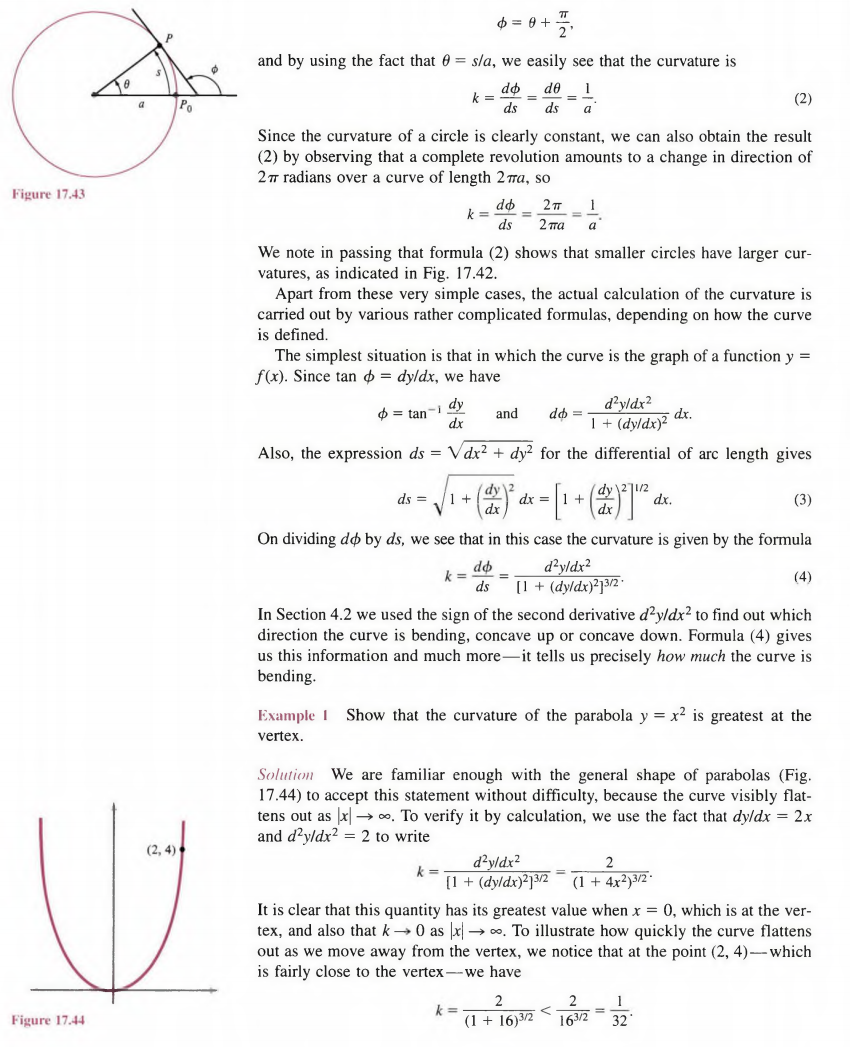 P
s
θ
ϕ
a
P₀
Figure 17.43
ϕ = θ + π/2,
and by using the fact that θ = s/a, we easily see that the curvature is
k = dϕ/ds = dθ/ds = 1/a. (2)
Since the curvature of a circle is clearly constant, we can also obtain the result
(2) by observing that a complete revolution amounts to a change in direction of
2π radians over a curve of length 2πa, so
k = dϕ/ds = 2π/2πa = 1/a.
We note in passing that formula (2) shows that smaller circles have larger cur-
vatures, as indicated in Fig. 17.42.
Apart from these very simple cases, the actual calculation of the curvature is
carried out by various rather complicated formulas, depending on how the curve
is defined.
The simplest situation is that in which the curve is the graph of a function y =
f(x). Since tan ϕ = dy/dx, we have
ϕ = tan⁻¹ dy/dx and dϕ = d²y/dx² / 1 + (dy/dx)² dx.
Also, the expression ds = √dx² + dy² for the differential of arc length gives
ds = √1 + (dy/dx)² dx = [1 + (dy/dx)²]^1/2 dx. (3)
On dividing dϕ by ds, we see that in this case the curvature is given by the formula
k = dϕ/ds = d²y/dx² / [1 + (dy/dx)²]^3/2. (4)
In Section 4.2 we used the sign of the second derivative d²y/dx² to find out which
direction the curve is bending, concave up or concave down. Formula (4) gives
us this information and much more—it tells us precisely how much the curve is
bending.
Example 1 Show that the curvature of the parabola y = x² is greatest at the
vertex.
Solution We are familiar enough with the general shape of parabolas (Fig.
17.44) to accept this statement without difficulty, because the curve visibly flat-
tens out as |x| → ∞. To verify it by calculation, we use the fact that dy/dx = 2x
and d²y/dx² = 2 to write
k = d²y/dx² / [1 + (dy/dx)²]^3/2 = 2 / (1 + 4x²)^3/2.
It is clear that this quantity has its greatest value when x = 0, which is at the ver-
tex, and also that k → 0 as |x| → ∞. To illustrate how quickly the curve flattens
out as we move away from the vertex, we notice that at the point (2, 4)—which
is fairly close to the vertex—we have
k = 2 / (1 + 16)^3/2 < 2 / 16^3/2 = 1/32.
(2, 4)
Figure 17.44